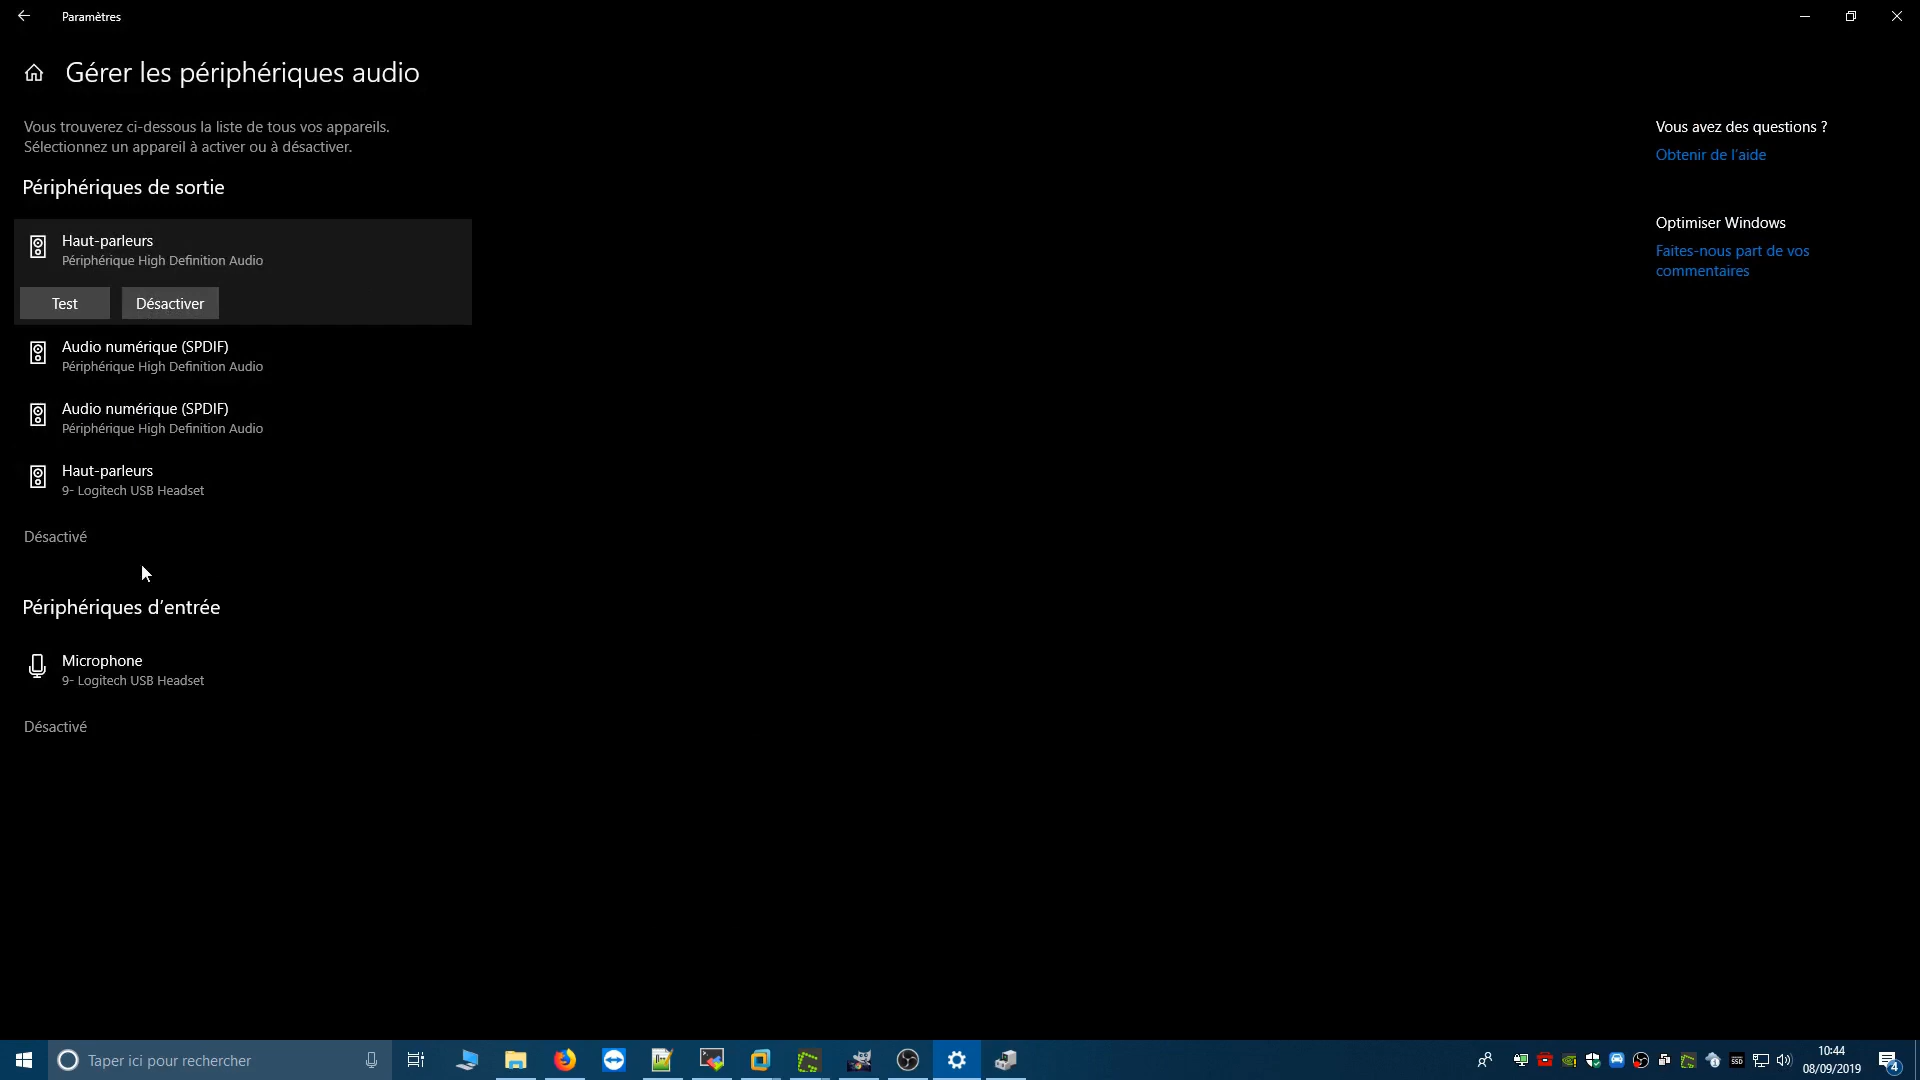 Paramètres
Gérer les périphériques audio
Vous trouverez ci-dessous la liste de tous vos appareils.
Sélectionnez un appareil à activer ou à désactiver.
Périphériques de sortie
Haut-parleurs
Périphérique High Definition Audio
Test
Désactiver
Audio numérique (SPDIF)
Périphérique High Definition Audio
Audio numérique (SPDIF)
Périphérique High Definition Audio
Haut-parleurs
9- Logitech USB Headset
Désactivé
Périphériques d'entrée
Microphone
9- Logitech USB Headset
Désactivé
Vous avez des questions ?
Obtenir de l'aide
Optimiser Windows
Faites-nous part de vos
commentaires
Taper ici pour rechercher
SSD
10:44
08/09/2019
4